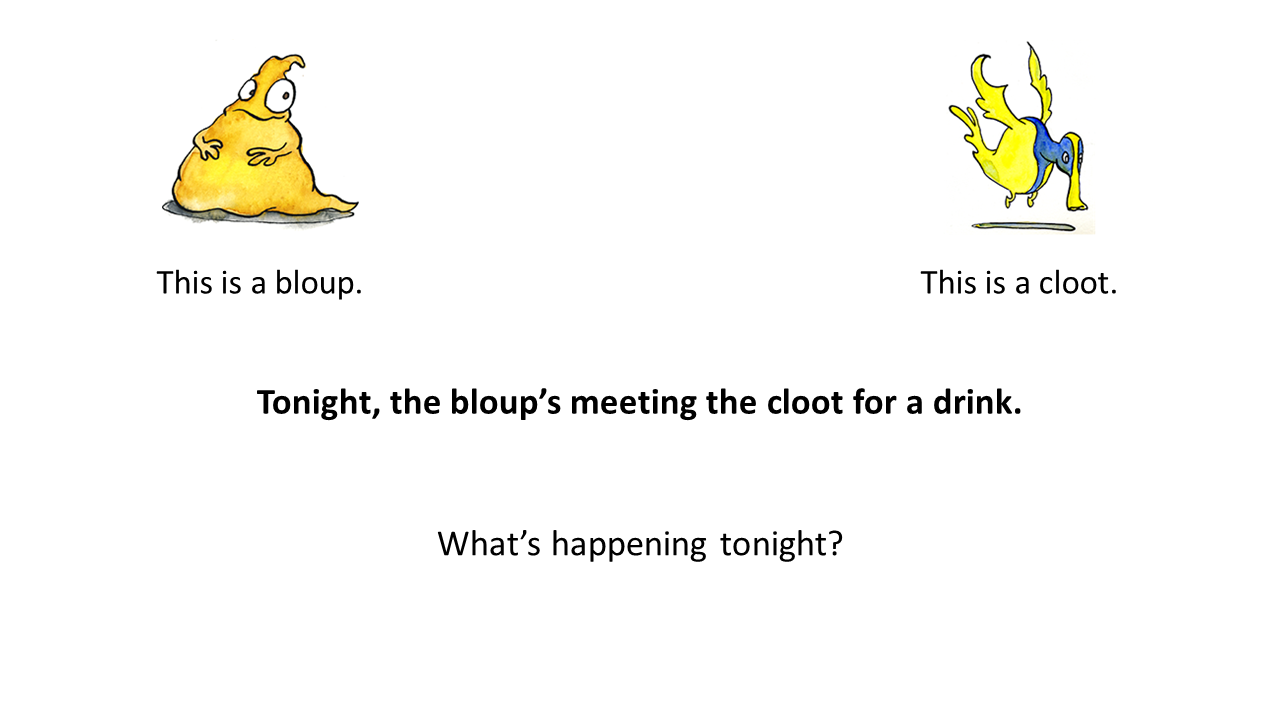 This is a bloup.
This is a cloot.
Tonight, the bloup’s meeting the cloot for a drink.
What’s happening tonight?